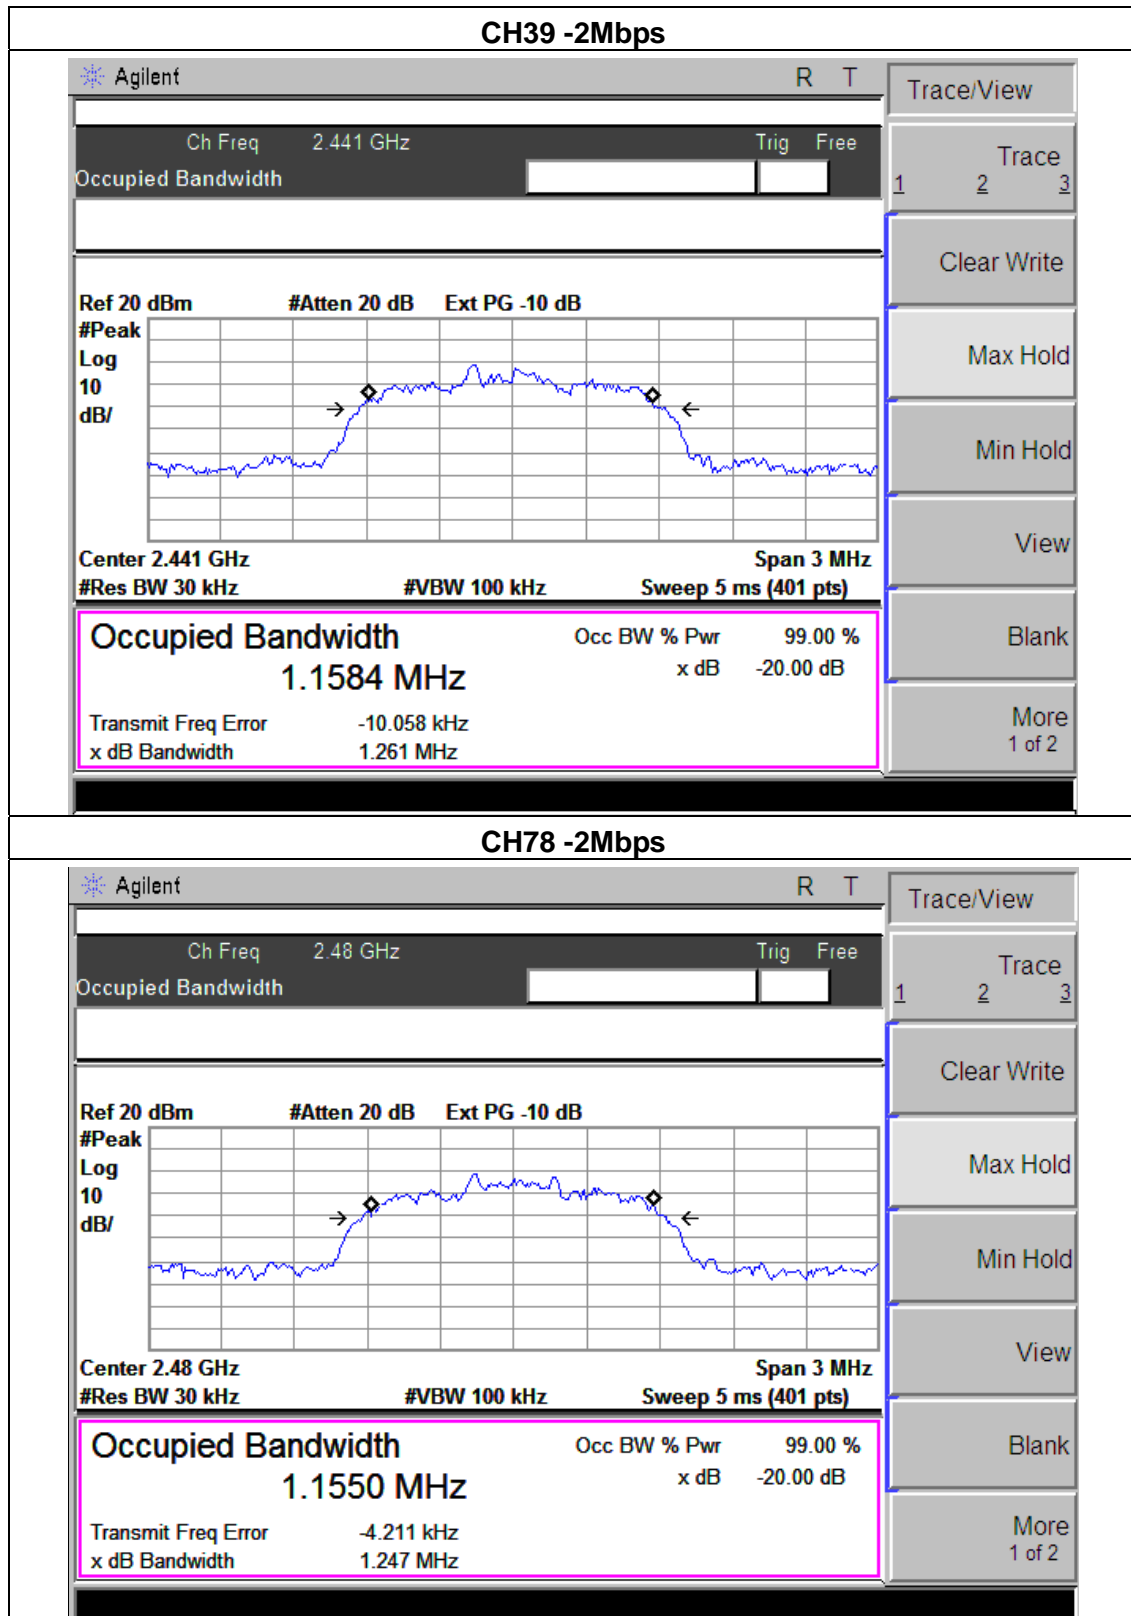 CH39 -2Mbps
Agilent R T
Trace/View
Ch Freq 2.441 GHz Trig Free
Occupied Bandwidth
Trace
1 2 3
Clear Write
Ref 20 dBm #Atten 20 dB Ext PG -10 dB
#Peak
Log
10
dB/
Max Hold
Min Hold
View
Center 2.441 GHz Span 3 MHz
#Res BW 30 kHz #VBW 100 kHz Sweep 5 ms (401 pts)
Occupied Bandwidth Occ BW % Pwr 99.00 %
1.1584 MHz x dB -20.00 dB
Blank
Transmit Freq Error -10.058 kHz
x dB Bandwidth 1.261 MHz
More
1 of 2
CH78 -2Mbps
Agilent R T
Trace/View
Ch Freq 2.48 GHz Trig Free
Occupied Bandwidth
Trace
1 2 3
Clear Write
Ref 20 dBm #Atten 20 dB Ext PG -10 dB
#Peak
Log
10
dB/
Max Hold
Min Hold
View
Center 2.48 GHz Span 3 MHz
#Res BW 30 kHz #VBW 100 kHz Sweep 5 ms (401 pts)
Occupied Bandwidth Occ BW % Pwr 99.00 %
1.1550 MHz x dB -20.00 dB
Blank
Transmit Freq Error -4.211 kHz
x dB Bandwidth 1.247 MHz
More
1 of 2